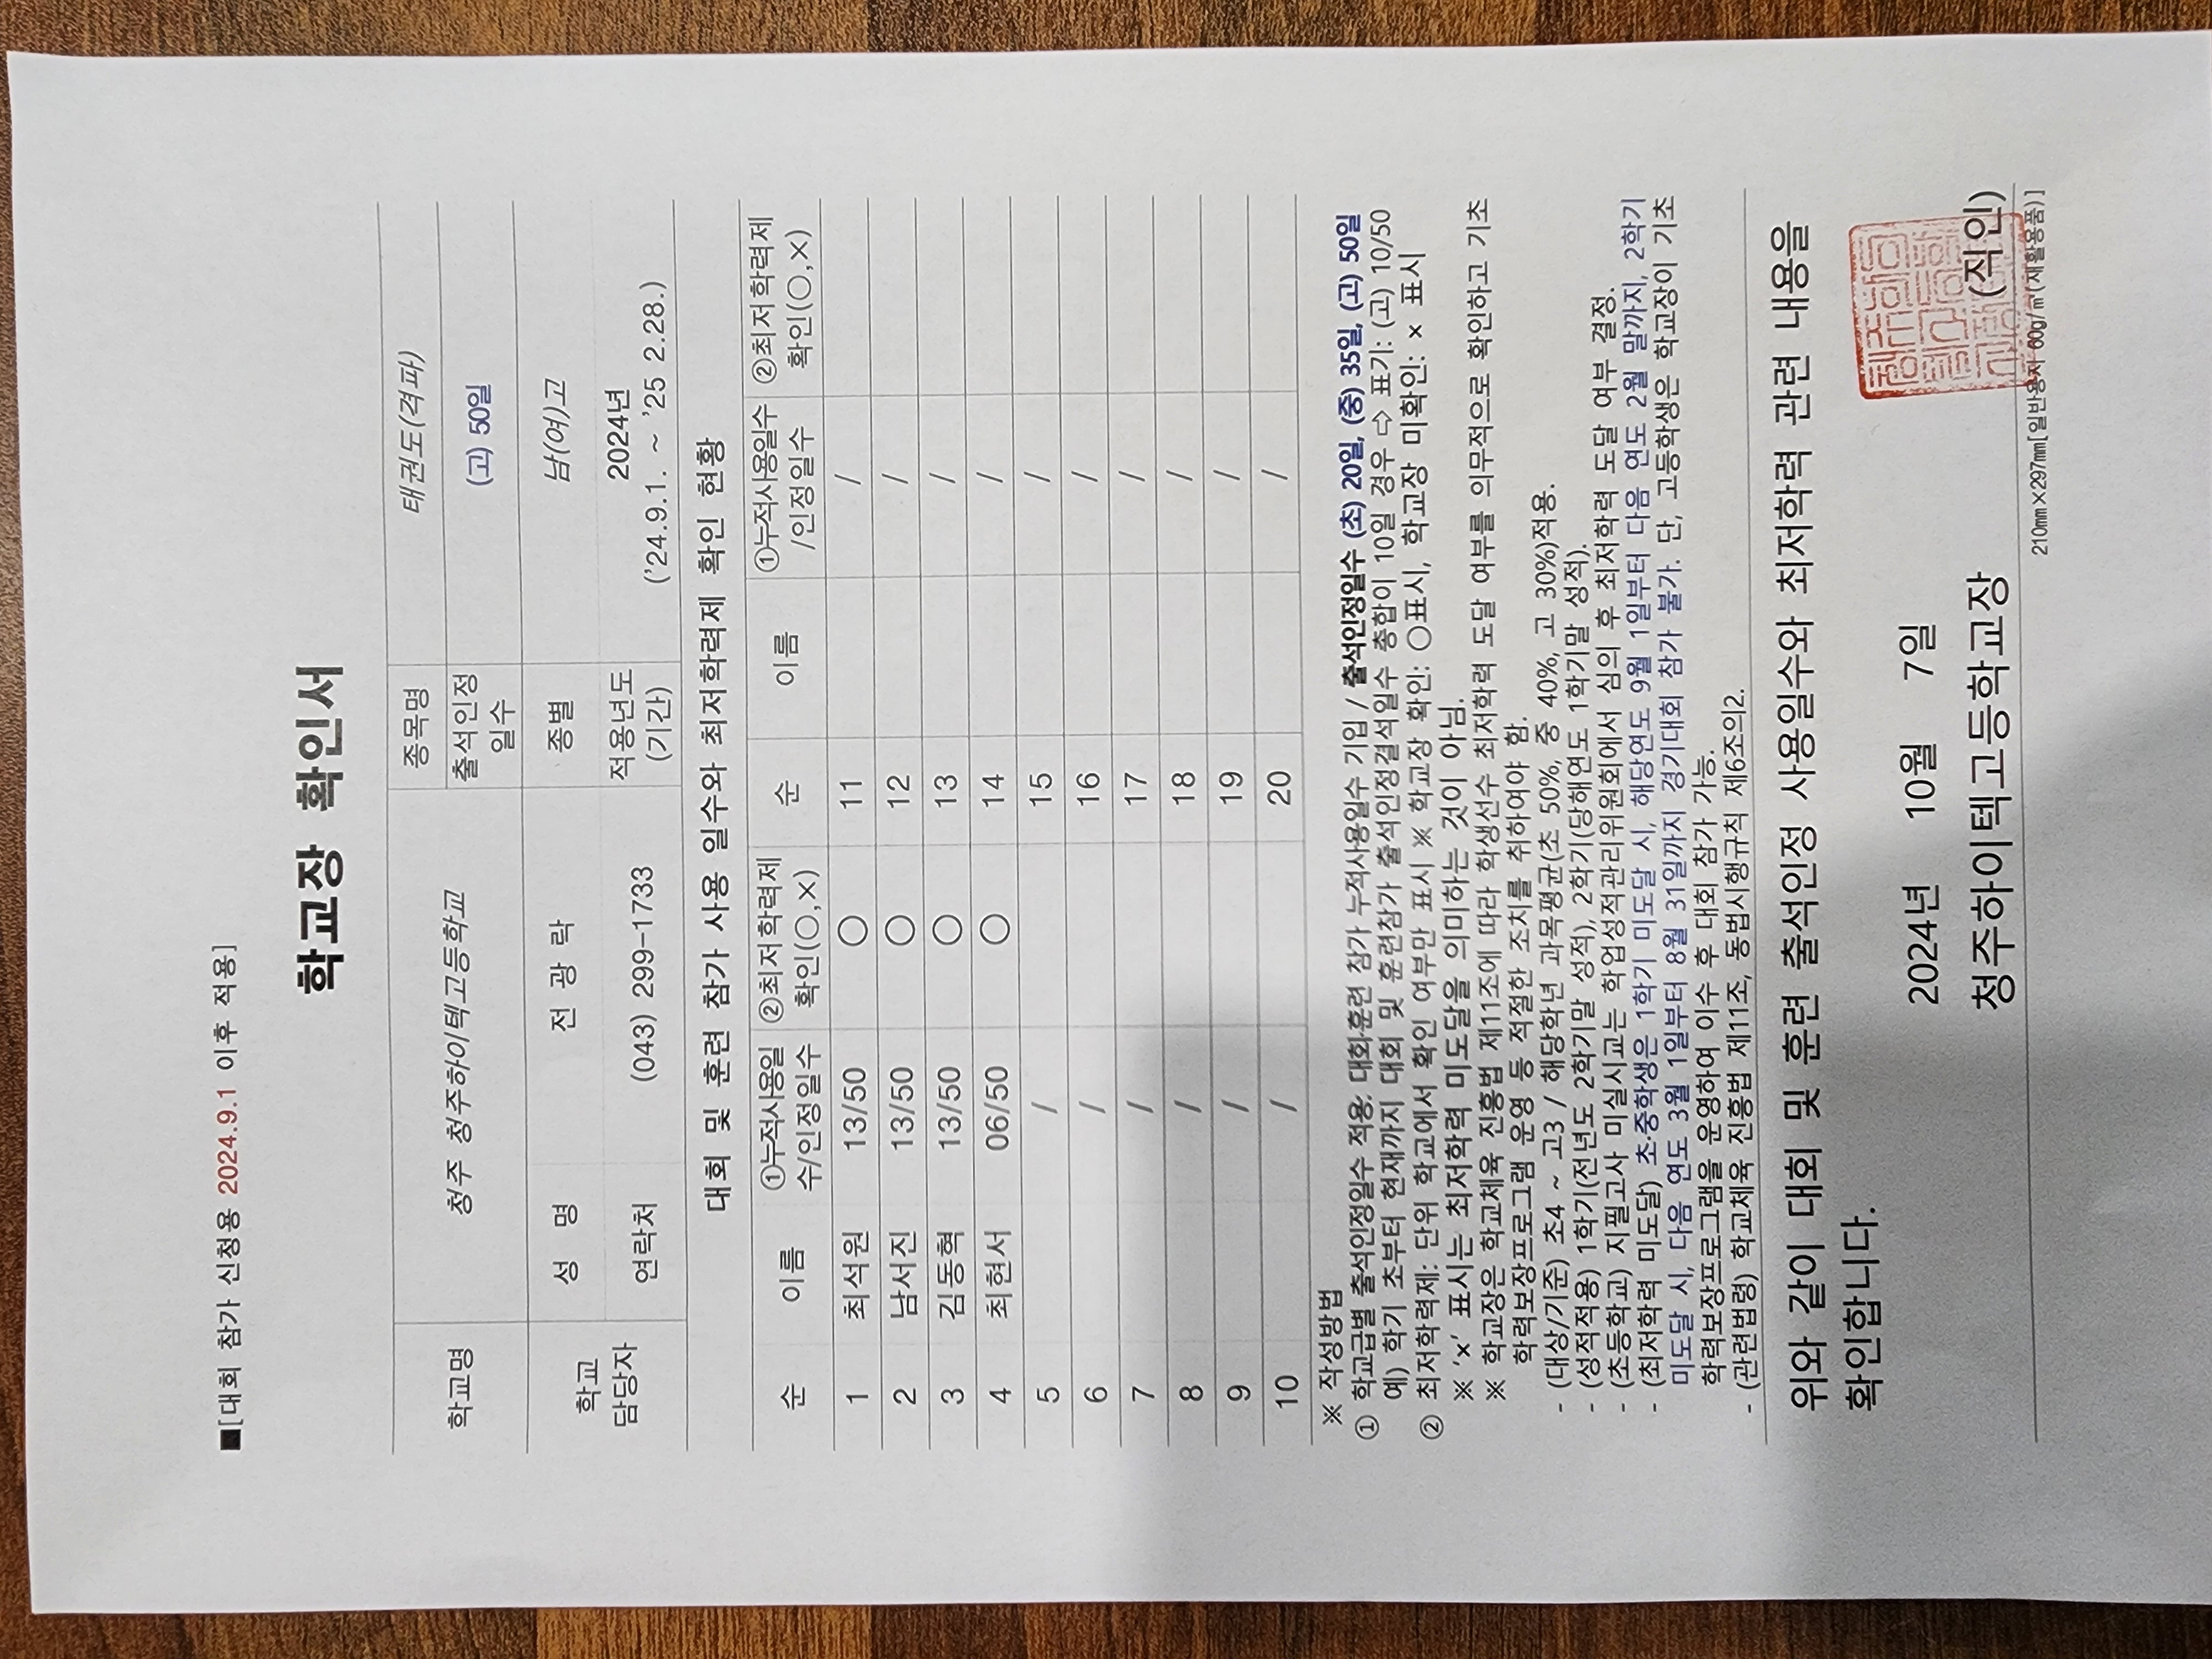 ■[대회 참가 신청용 2024.9.1 이후 적용]
학교장 확인서
학교명 청주 청주하이텍고등학교 종목명 태권도(격파)
출석인정일수 (고) 50일
학교 담당자 성 명 전 광 락 종별 남(여)고
연락처 (043) 299-1733 적용년도 (기간) 2024년 ('24.9.1. ~ '25 2.28.)
대회 및 훈련 참가 사용 일수와 최저학력제 확인 현황
순 이름 ①누적사용일수/인정일수 ②최저학력제 확인(○,×) 순 이름 ①누적사용일수/인정일수 ②최저학력제 확인(○,×)
1 최석원 13/50 ○ 11 /
2 남서진 13/50 ○ 12 /
3 김동혁 13/50 ○ 13 /
4 최현서 06/50 ○ 14 /
5 / 15 /
6 / 16 /
7 / 17 /
8 / 18 /
9 / 19 /
10 / 20 /
※ 작성방법
① 학교급별 출석인정일수 적용: 대회·훈련 참가 누적사용일수 기입 / 출석인정일수 (초) 20일, (중) 35일, (고) 50일
예) 학기 초부터 현재까지 대회 및 훈련참가 출석인정결석일수 총합이 10일 경우 ⇨ 표기: (고) 10/50
② 최저학력제: 단위 학교에서 확인 여부만 표시 ※ 학교장 확인: ○표시, 학교장 미확인: × 표시
※ '×' 표시는 최저학력 미도달을 의미하는 것이 아님.
※ 학교장은 학교체육 진흥법 제11조에 따라 학생선수 최저학력 도달 여부를 의무적으로 확인하고 기초
학력보장프로그램 운영 등 적절한 조치를 취하여야 함.
- (대상/기준) 초4 ~ 고3 / 해당학년 과목평균(초 50%, 중 40%, 고 30%)적용.
- (성적적용) 1학기(전년도 2학기말 성적), 2학기(당해연도 1학기말 성적).
- (초등학교) 지필고사 미실시교는 학업성적관리위원회에서 심의 후 최저학력 도달 여부 결정.
- (최저학력 미도달) 초·중학생은 1학기 미도달 시, 해당연도 9월 1일부터 다음 연도 2월 말까지, 2학기
미도달 시, 다음 연도 3월 1일부터 8월 31일까지 경기대회 참가 불가. 단, 고등학생은 학교장이 기초
학력보장프로그램을 운영하여 이수 후 대회 참가 가능.
- (관련법령) 학교체육 진흥법 제11조, 동법시행규칙 제6조의2.
위와 같이 대회 및 훈련 출석인정 사용일수와 최저학력 관련 내용을
확인합니다.
2024년 10월 7일
청주하이텍고등학교장 (직인)
210㎜×297㎜[일반용지 60g/㎡(재활용품)]